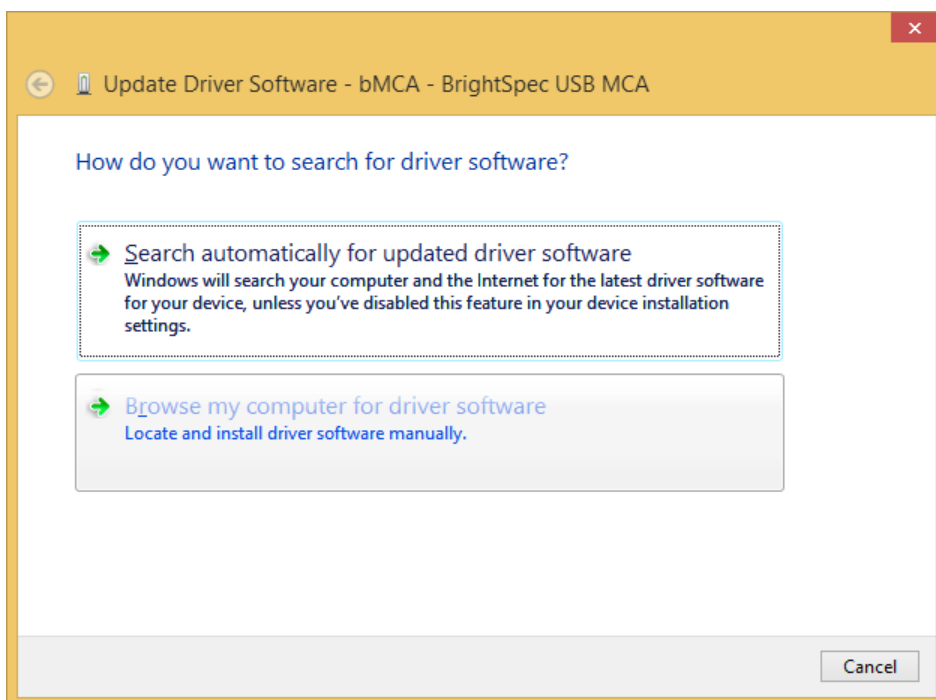 Update Driver Software - bMCA - BrightSpec USB MCA
How do you want to search for driver software?
Search automatically for updated driver software
Windows will search your computer and the Internet for the latest driver software
for your device, unless you've disabled this feature in your device installation
settings.
Browse my computer for driver software
Locate and install driver software manually.
Cancel